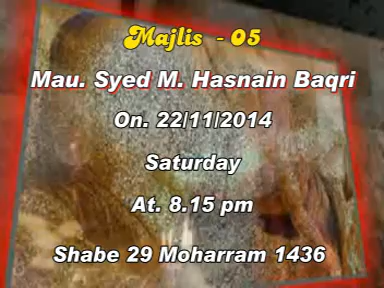 Majlis - 05
Mau. Syed M. Hasnain Baqri
On. 22/11/2014
Saturday
At. 8.15 pm
Shabe 29 Moharram 1436